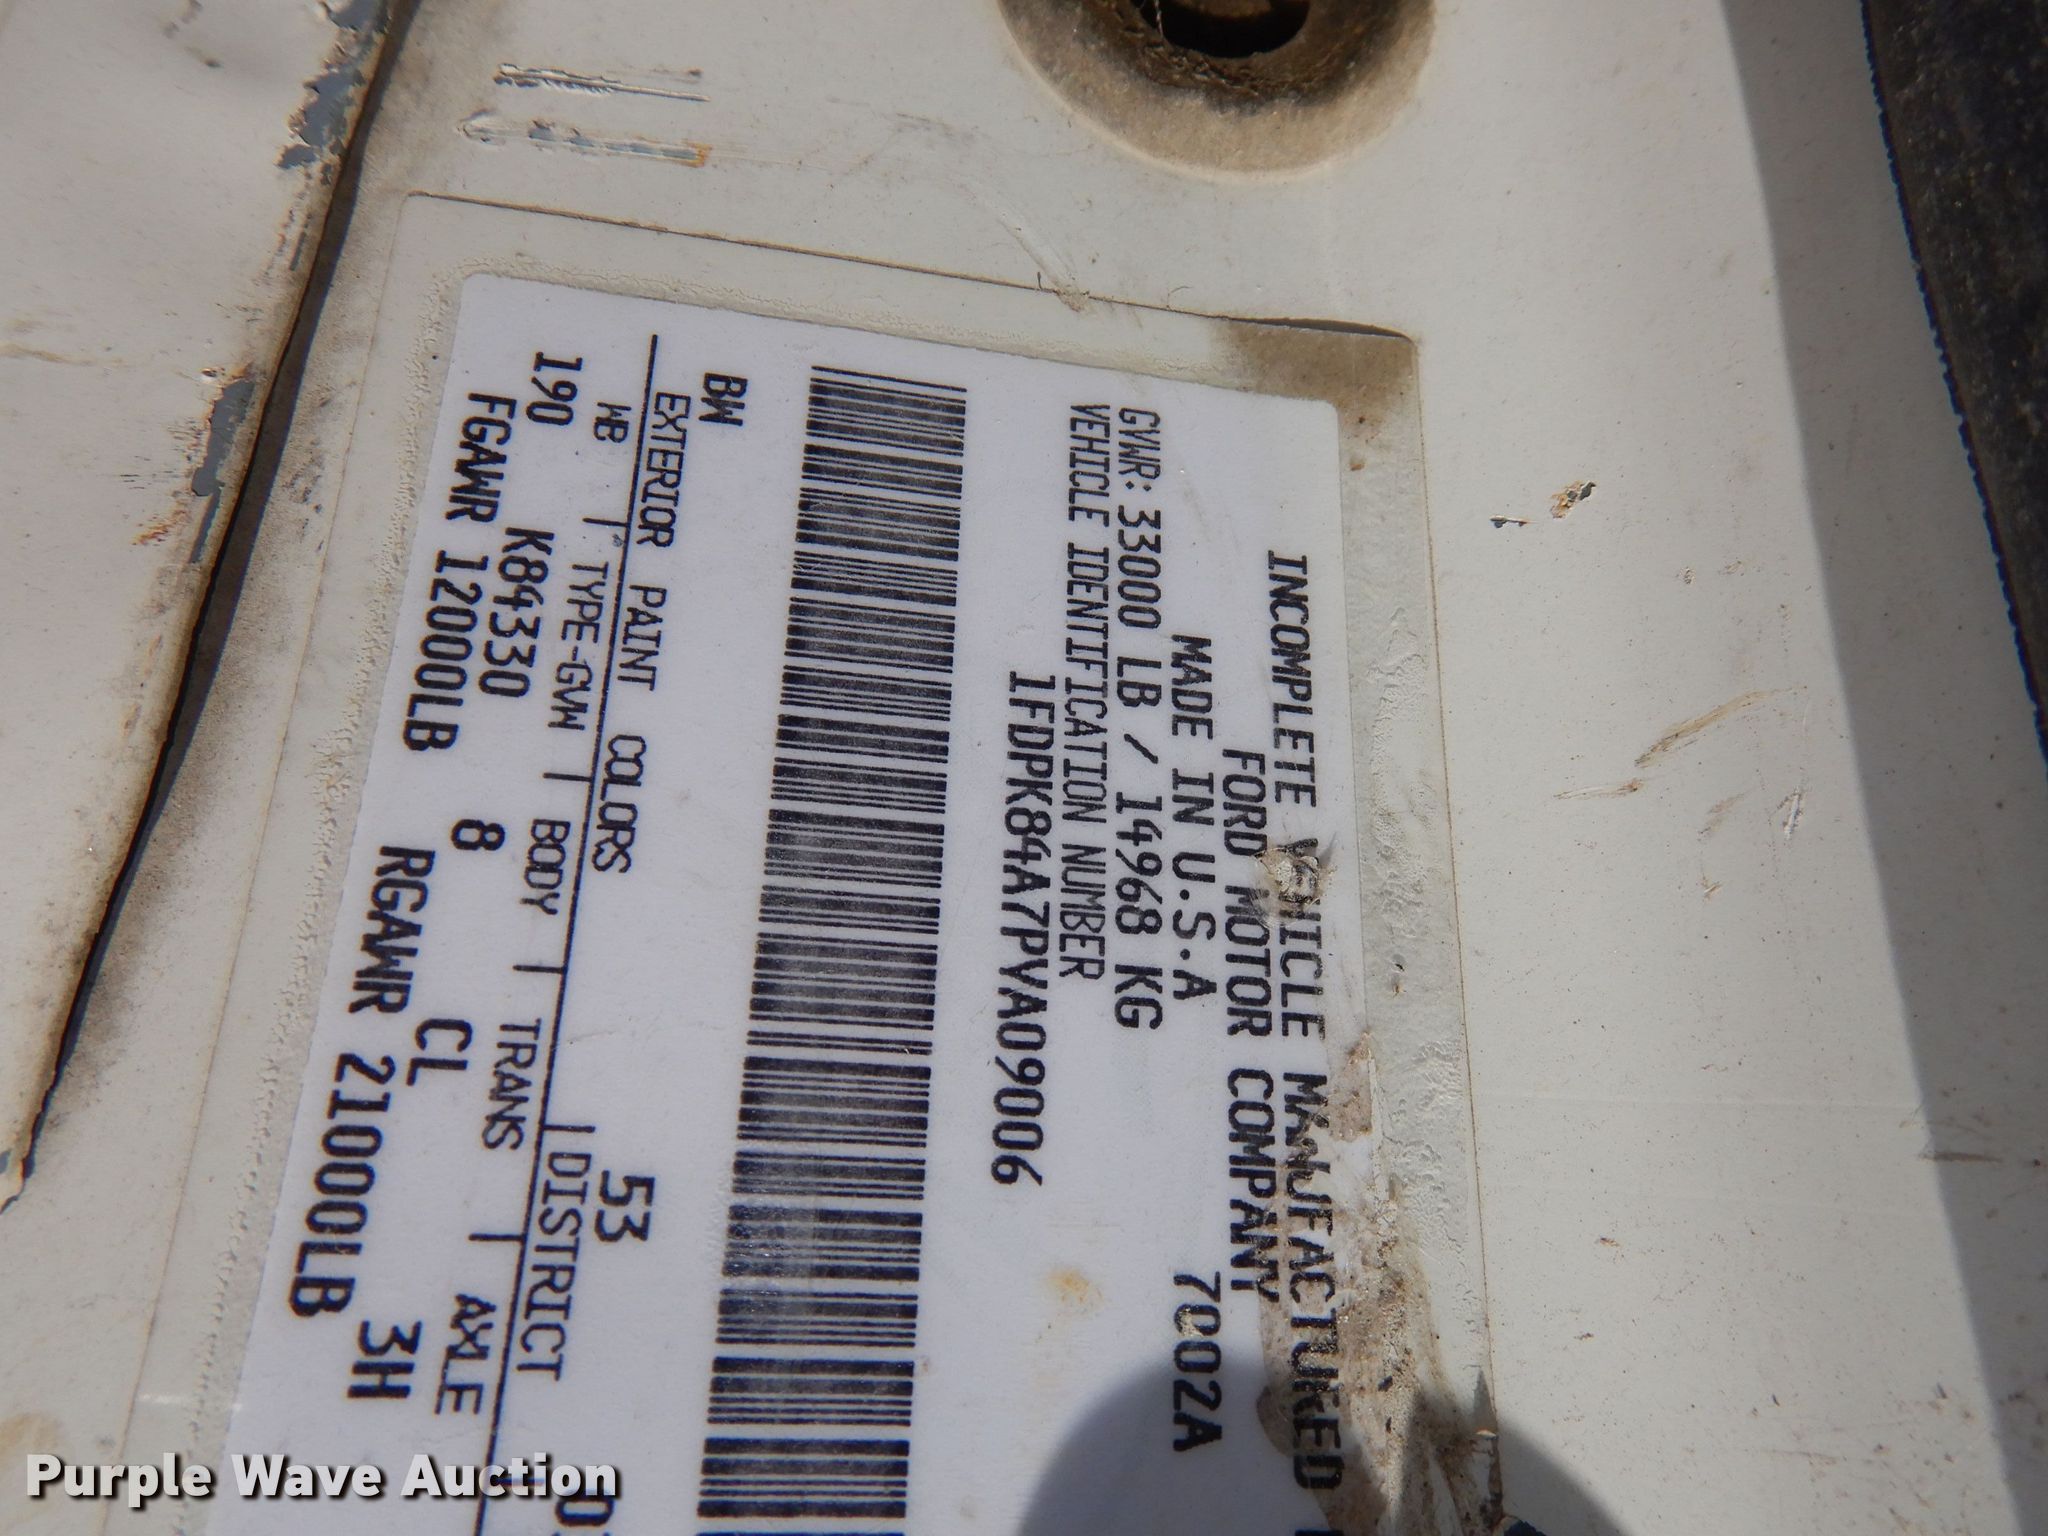 INCOMPLETE VEHICLE MANUFACTURED
FORD MOTOR COMPANY
MADE IN U.S.A 7002A
GVWR: 33000 LB / 14968 KG
VEHICLE IDENTIFICATION NUMBER
1FDPK84A7PVA09006
BW 53
EXTERIOR PAINT COLORS DISTRICT
WB TYPE-GVW BODY TRANS AXLE
190 K84330 8 CL 3H
FGAWR 12000LB RGAWR 21000LB
Purple Wave Auction